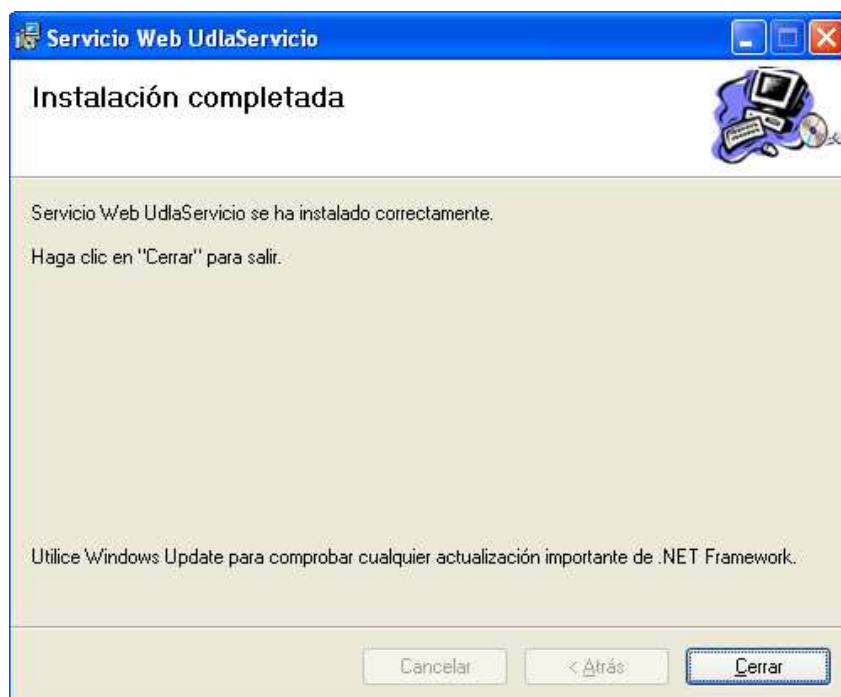 Servicio Web UdlaServicio
Instalación completada
Servicio Web UdlaServicio se ha instalado correctamente.
Haga clic en "Cerrar" para salir.
Utilice Windows Update para comprobar cualquier actualización importante de .NET Framework.
Cancelar
< Atrás
Cerrar